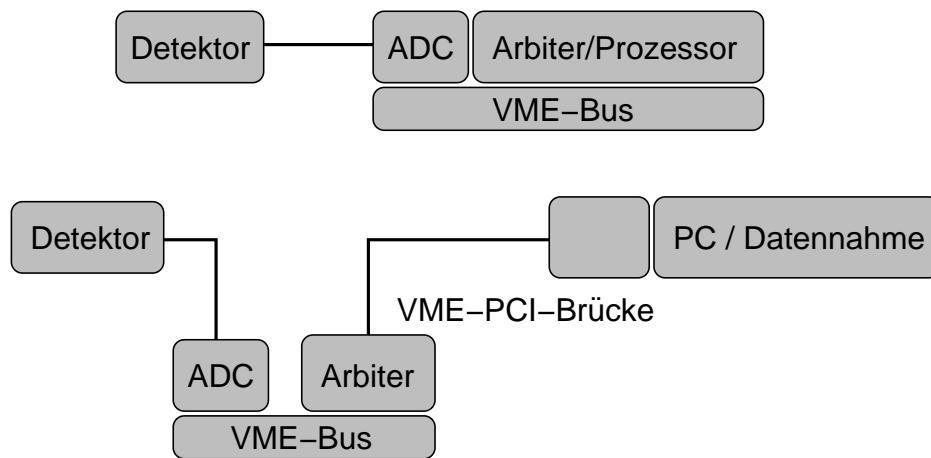 Detektor
ADC
Arbiter/Prozessor
VME−Bus
Detektor
PC / Datennahme
VME−PCI−Brücke
ADC
Arbiter
VME−Bus